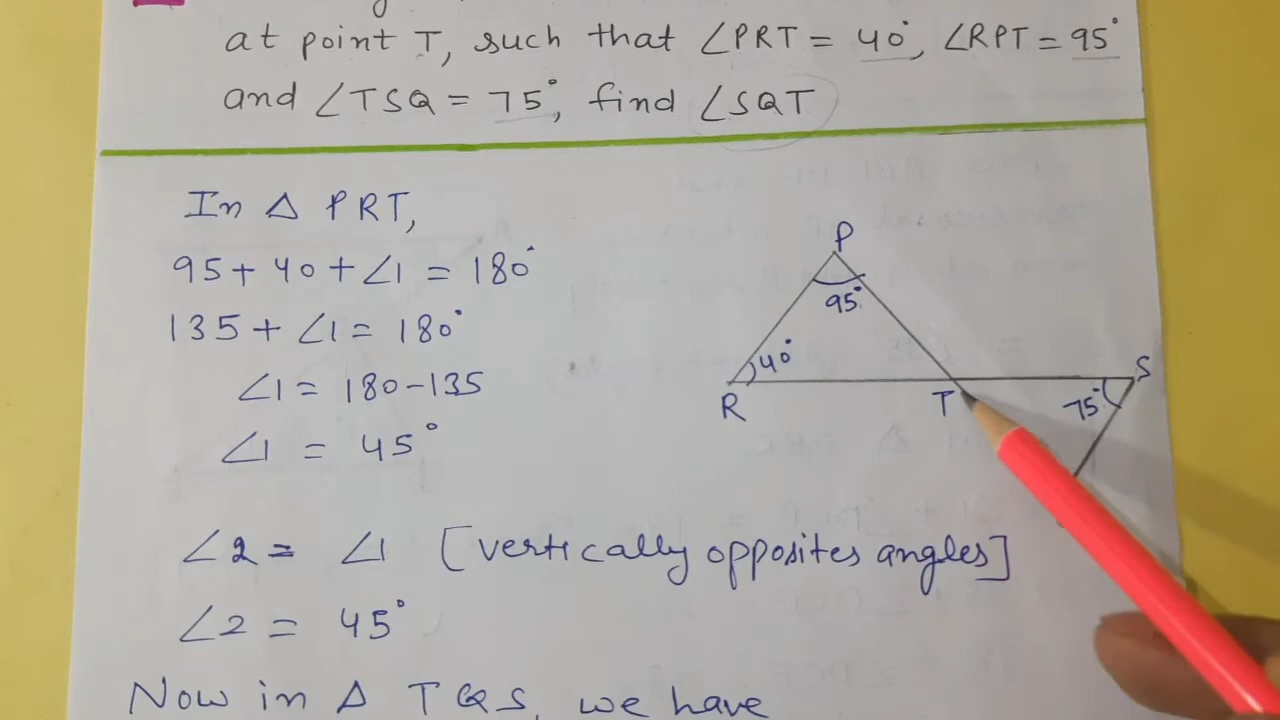 at point T, such that ∠PRT = 40°, ∠RPT = 95°
and ∠TSQ = 75°, find ∠SQT
In △ PRT,
95 + 40 + ∠1 = 180°
135 + ∠1 = 180°
∠1 = 180-135
∠1 = 45°
P
95°
40°
R
T
S
75°
∠2 = ∠1 [vertically opposites angles]
∠2 = 45°
Now in △ TQS, we have